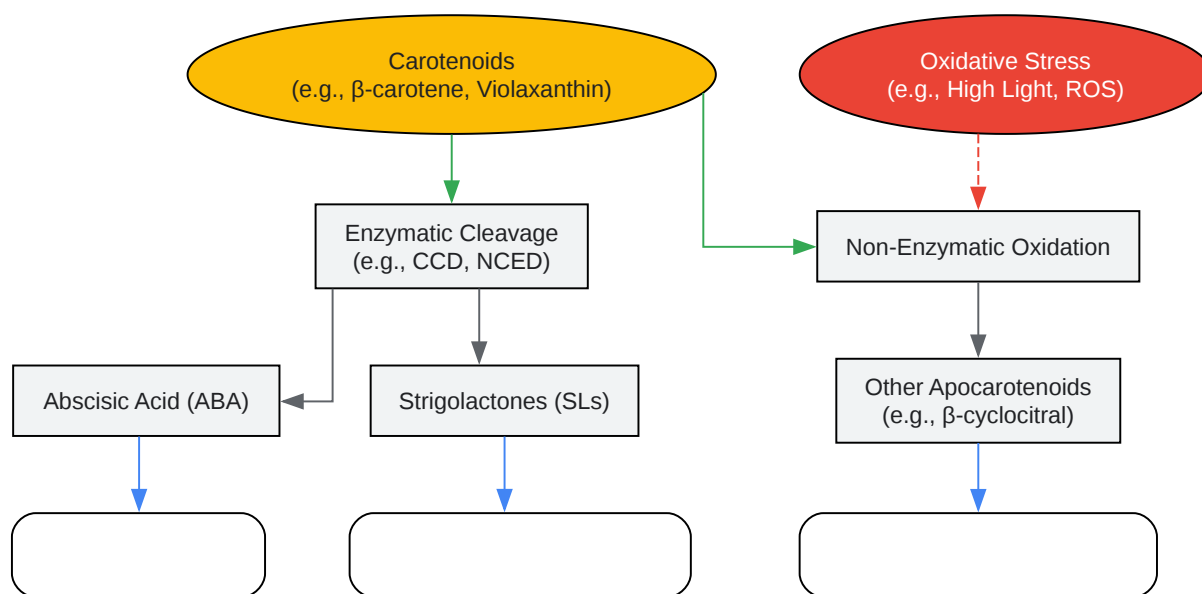 Carotenoids
(e.g., β-carotene, Violaxanthin)
Oxidative Stress
(e.g., High Light, ROS)
Enzymatic Cleavage
(e.g., CCD, NCED)
Non-Enzymatic Oxidation
Abscisic Acid (ABA)
Strigolactones (SLs)
Other Apocarotenoids
(e.g., β-cyclocitral)